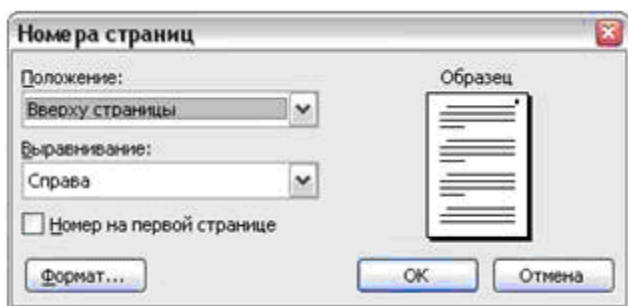 Номера страниц
Положение:
Вверху страницы
Выравнивание:
Справа
Номер на первой странице
Формат...
Образец
ОК
Отмена